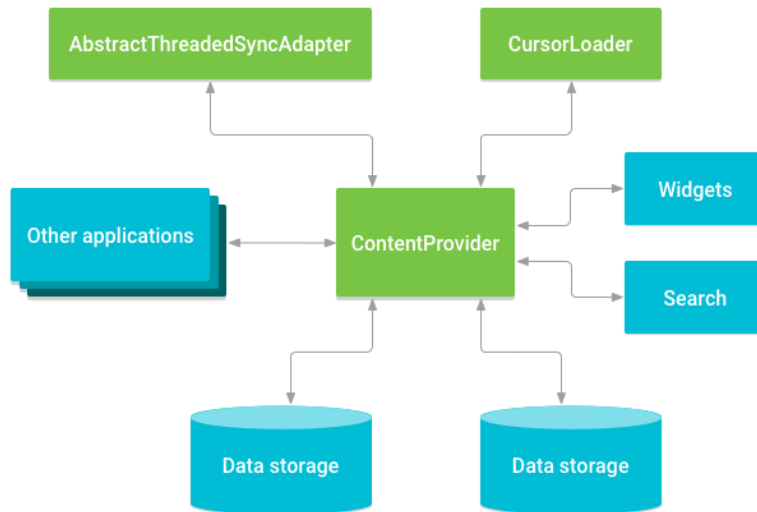 AbstractThreadedSyncAdapter
CursorLoader
Widgets
Other applications
ContentProvider
Search
Data storage
Data storage